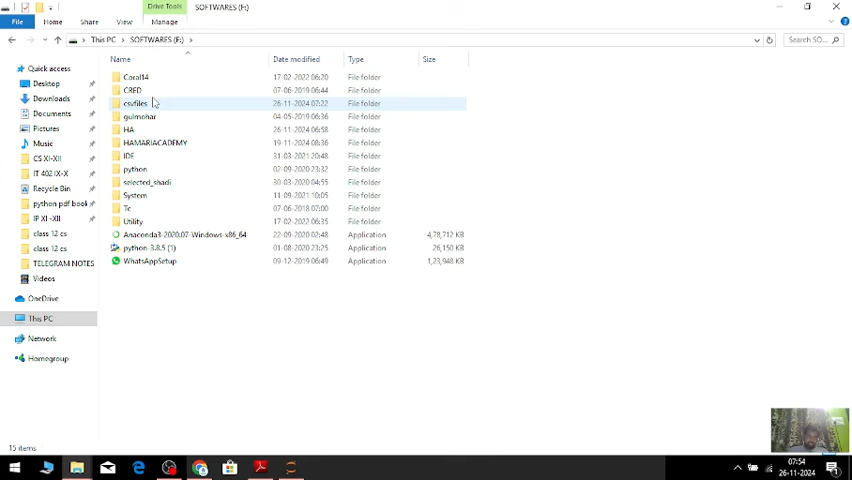 Drive Tools
SOFTWARES (F:)
File
Home
Share
View
Manage
This PC
SOFTWARES (F:)
Search SO...
Name
Date modified
Type
Size
Quick access
Desktop
Downloads
Documents
Pictures
Music
CS XI-XII
IT 402 IX-X
Recycle Bin
python pdf book
IP XI -XII
class 12 cs
class 12 cs
TELEGRAM NOTES
Videos
OneDrive
This PC
Network
Homegroup
Coral14 17-02-2022 06:20 File folder
CRED 07-06-2019 06:44 File folder
csvfiles 26-11-2024 07:22 File folder
gulmohar 04-05-2019 06:36 File folder
HA 26-11-2024 06:58 File folder
HAMARIACADEMY 19-11-2024 08:36 File folder
IDE 31-03-2021 20:48 File folder
python 02-09-2020 23:32 File folder
selected_shadi 30-03-2020 04:55 File folder
System 11-09-2021 10:05 File folder
Tc 07-06-2018 07:00 File folder
Utility 17-02-2022 06:35 File folder
Anaconda3-2020.07-Windows-x86_64 22-09-2020 02:48 Application 4,78,712 KB
python-3.8.5 (1) 01-08-2020 23:25 Application 26,150 KB
WhatsAppSetup 09-12-2019 06:49 Application 1,23,948 KB
15 items
07:54
26-11-2024